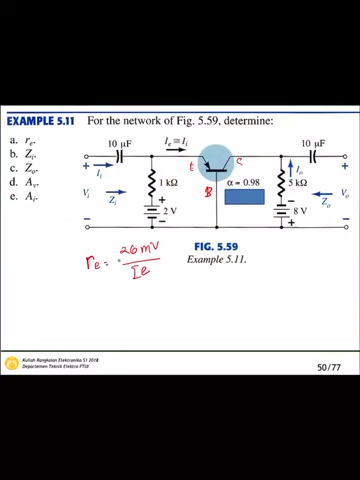 EXAMPLE 5.11 For the network of Fig. 5.59, determine:
a. re.
b. Zi.
c. Zo.
d. Av.
e. Ai.
10 μF
Ie ≅ Ii
10 μF
E
C
+
Ii
+
Io
+
Vi
Zi
1 kΩ
B
α = 0.98
5 kΩ
Zo
Vo
+
2 V
−
−
8 V
+
−
−
re = 26 mV / Ie
FIG. 5.59
Example 5.11.
Kuliah Rangkaian Elektronika S1 2018
Departemen Teknik Elektro FTUI
50/77